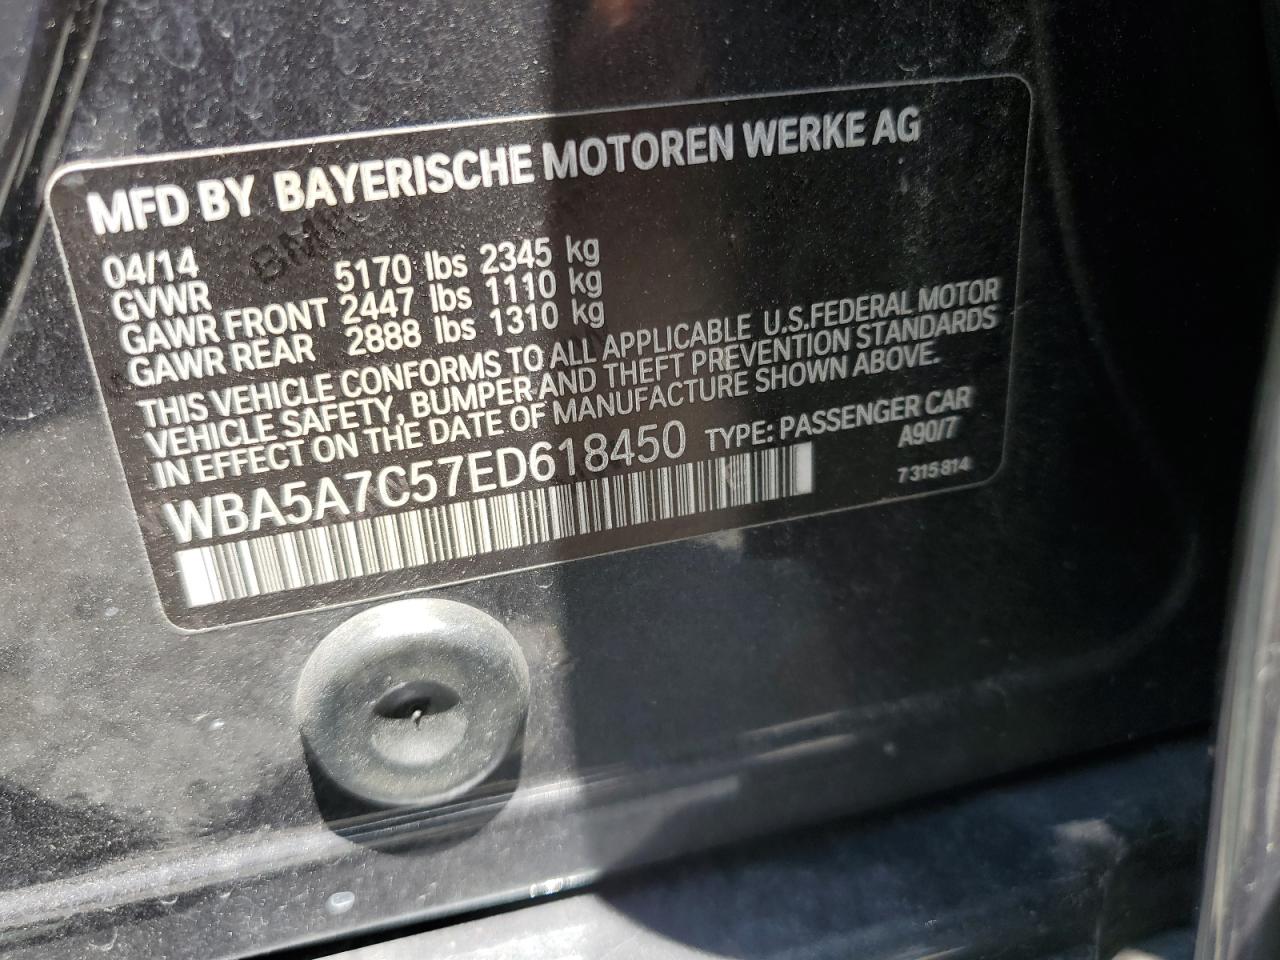 MFD BY BAYERISCHE MOTOREN WERKE AG
04/14
GVWR 5170 lbs 2345 kg
GAWR FRONT 2447 lbs 1110 kg
GAWR REAR 2888 lbs 1310 kg
THIS VEHICLE CONFORMS TO ALL APPLICABLE U.S.FEDERAL MOTOR
VEHICLE SAFETY, BUMPER,AND THEFT PREVENTION STANDARDS
IN EFFECT ON THE DATE OF MANUFACTURE SHOWN ABOVE.
WBA5A7C57ED618450 TYPE: PASSENGER CAR
A90/7
7 315 814